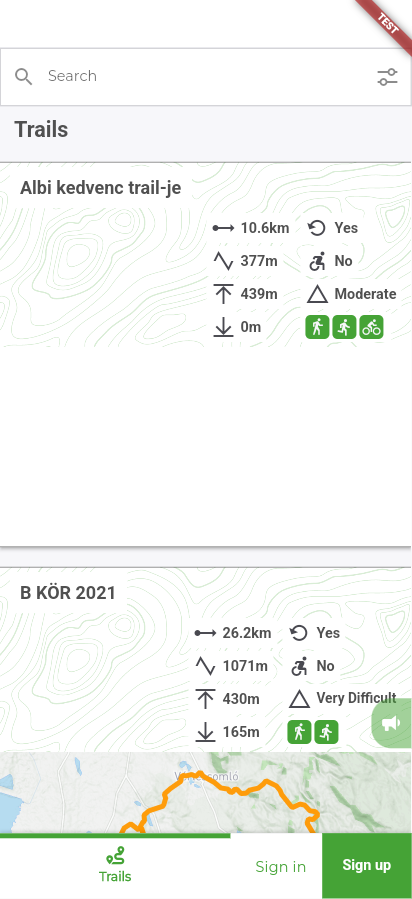 TEST
Search
Trails
Albi kedvenc trail-je
10.6km Yes
377m No
439m Moderate
0m
B KÖR 2021
26.2km Yes
1071m No
430m Very Difficult
165m
Trails
Sign in
Sign up